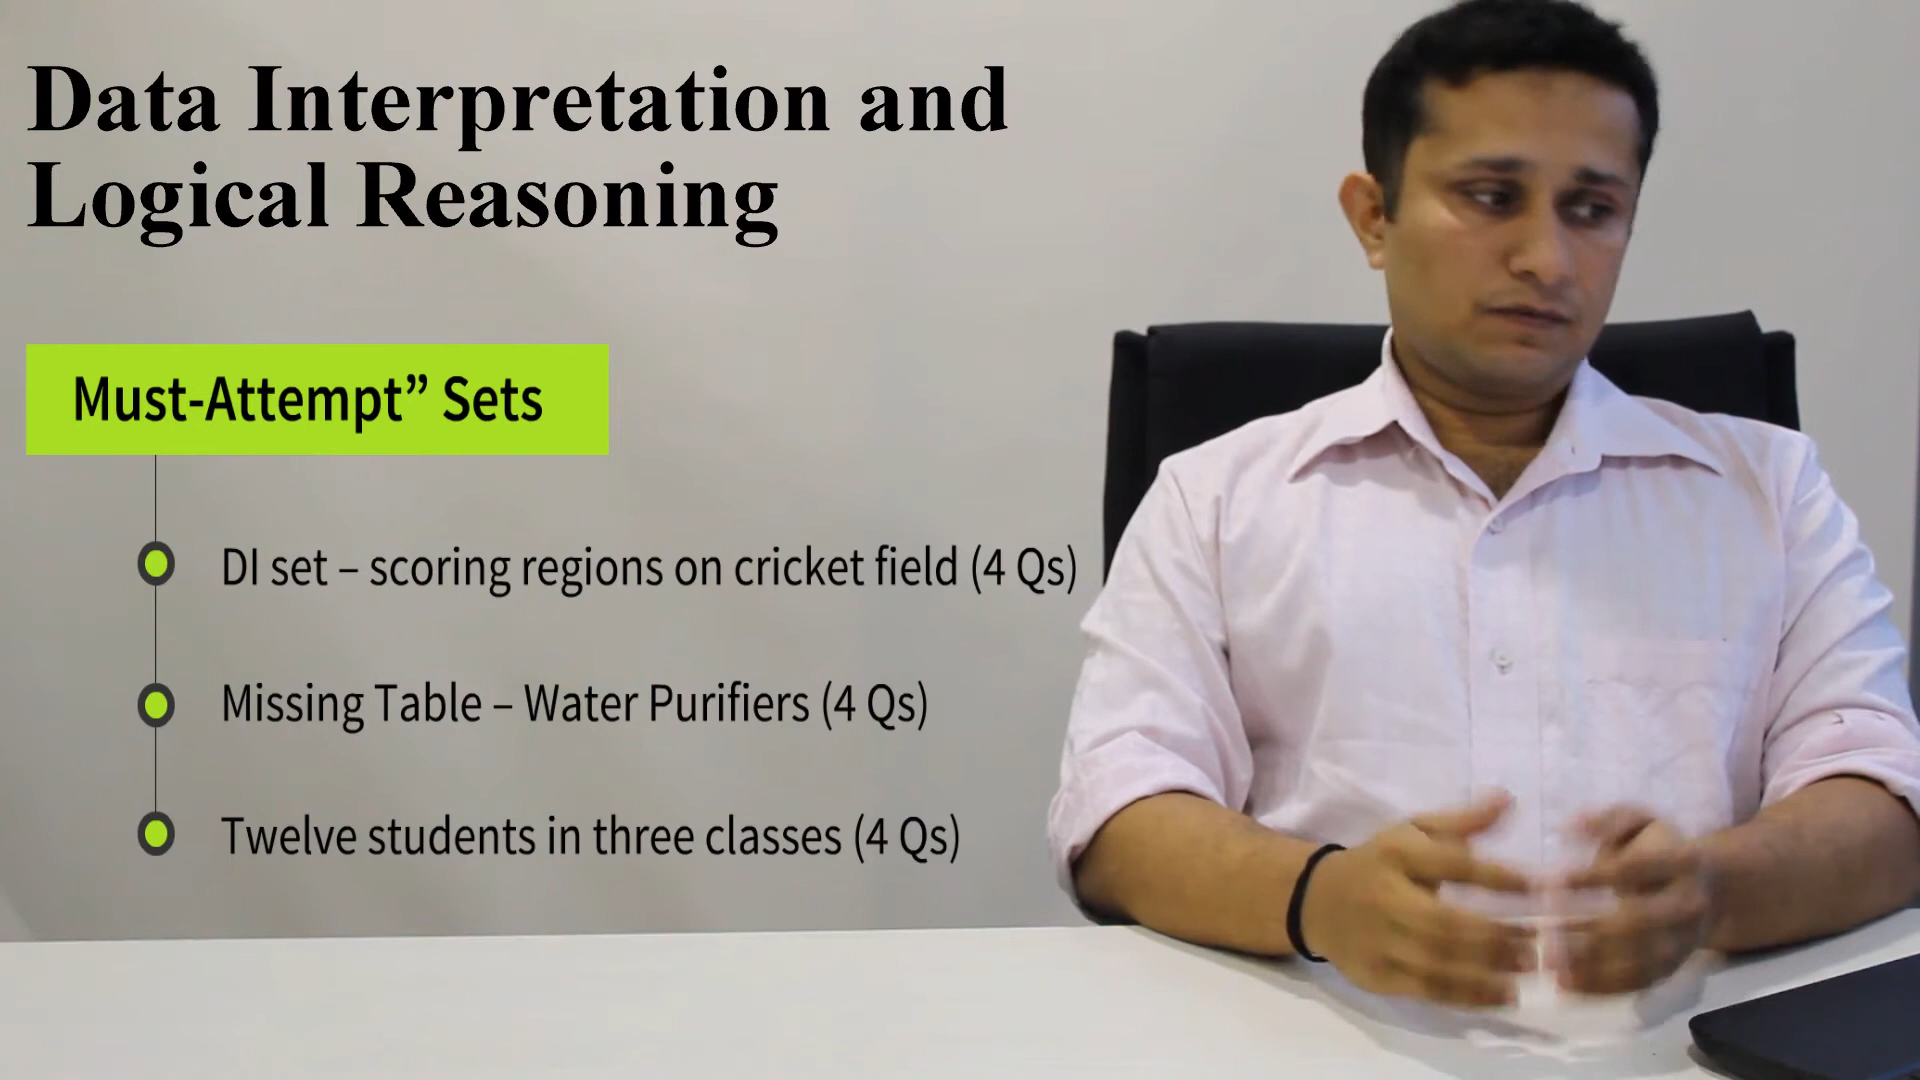 Data Interpretation and
Logical Reasoning
Must-Attempt” Sets
DI set – scoring regions on cricket field (4 Qs)
Missing Table – Water Purifiers (4 Qs)
Twelve students in three classes (4 Qs)